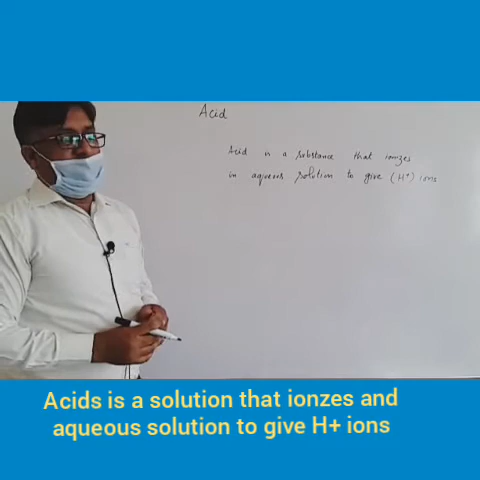 Acid
Acid is a substance that ionzes
in aqueous solution to give (H+) ions
Acids is a solution that ionzes and
aqueous solution to give H+ ions